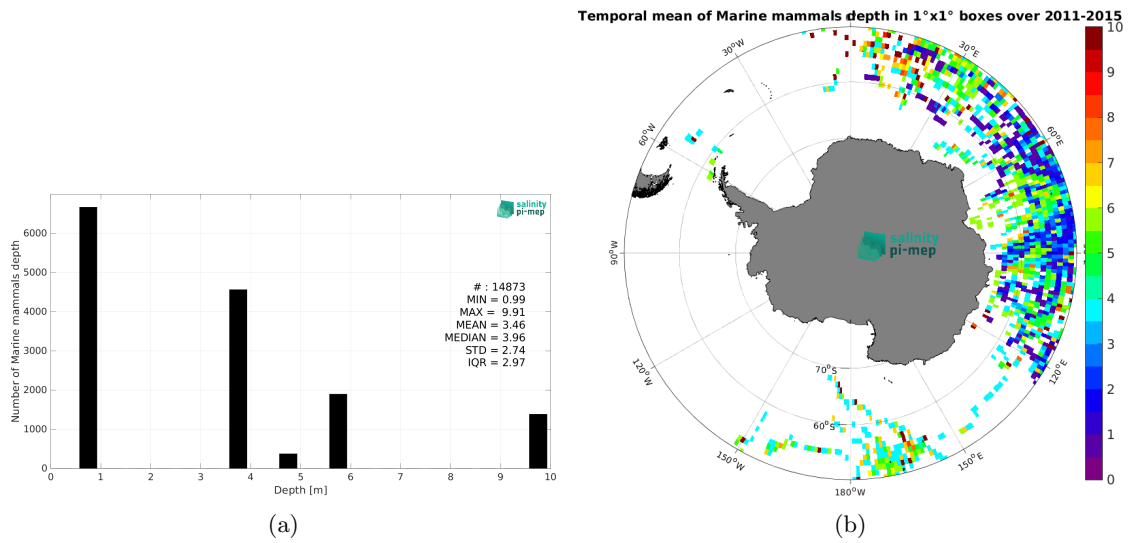 salinity
pi-mep
# : 14873
MIN = 0.99
MAX = 9.91
MEAN = 3.46
MEDIAN = 3.96
STD = 2.74
IQR = 2.97
Number of Marine mammals depth
6000
5000
4000
3000
2000
1000
0
0 1 2 3 4 5 6 7 8 9 10
Depth [m]
(a)
Temporal mean of Marine mammals depth in 1°x1° boxes over 2011-2015
30°W
30°E
60°W
60°E
90°W
120°W
120°E
150°W
150°E
180°W
70°S
60°S
salinity
pi-mep
10
9
8
7
6
5
4
3
2
1
0
(b)